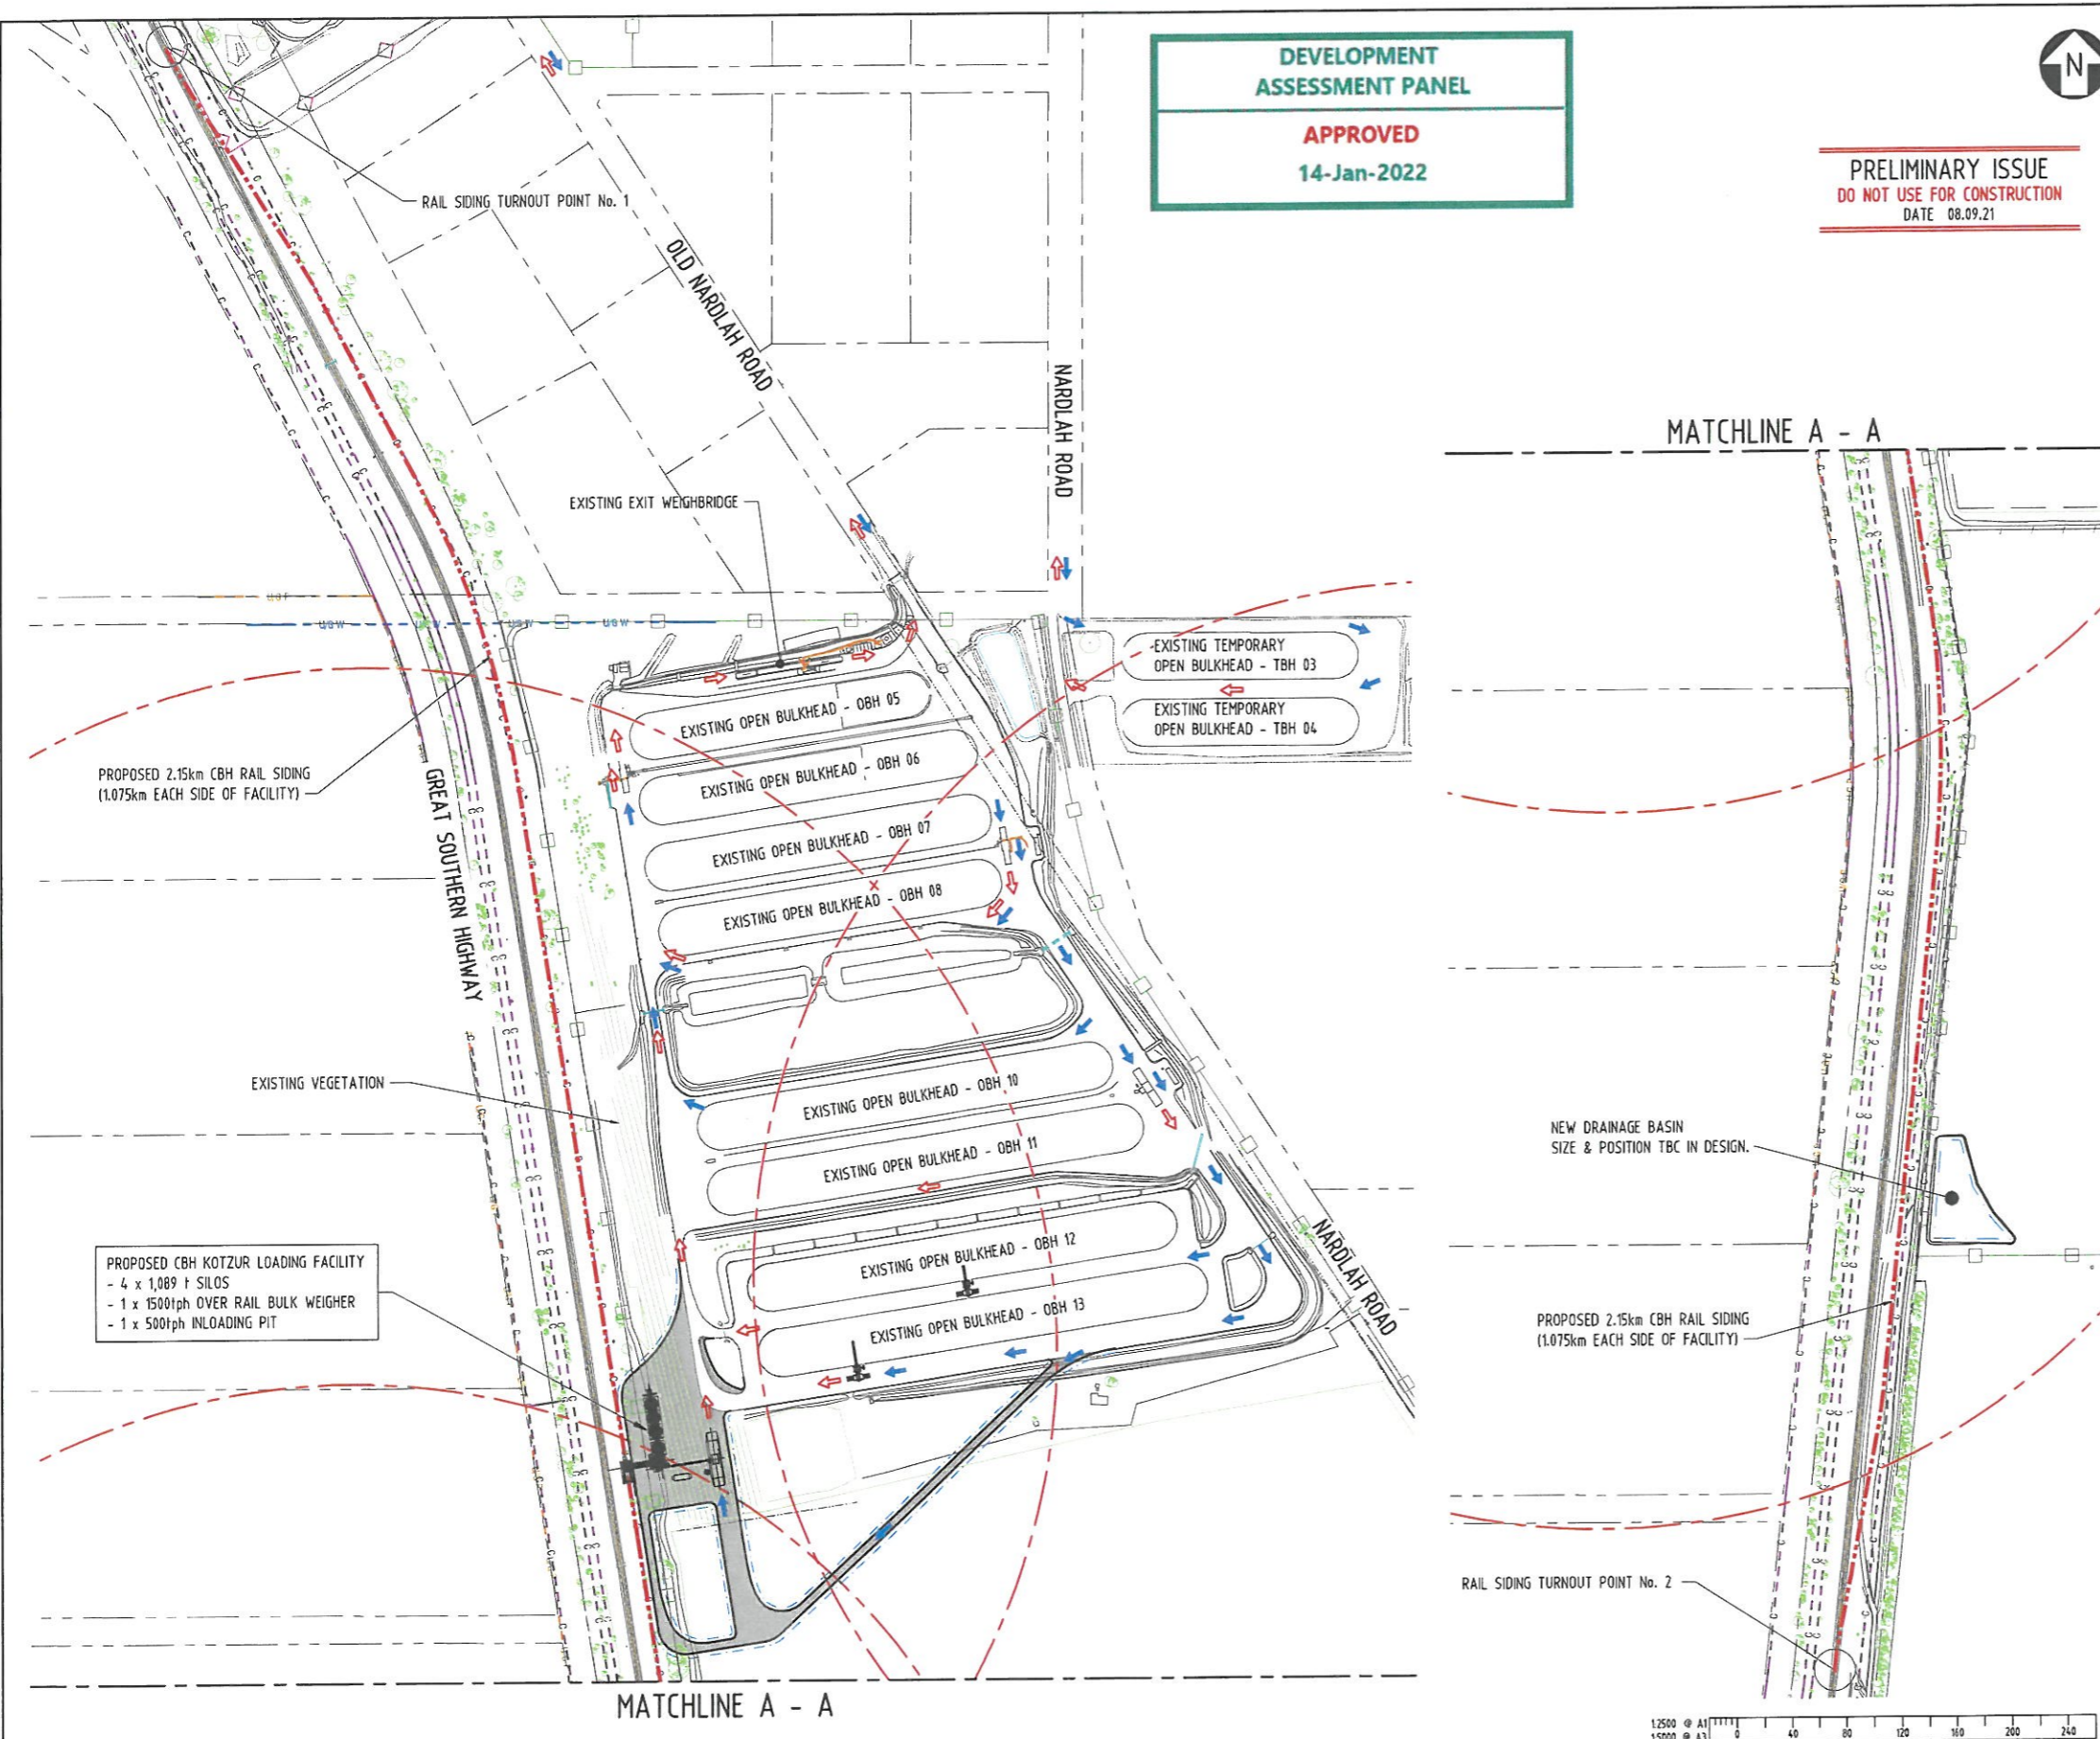 DEVELOPMENT
ASSESSMENT PANEL
APPROVED
14-Jan-2022
N
PRELIMINARY ISSUE
DO NOT USE FOR CONSTRUCTION
DATE 08.09.21
RAIL SIDING TURNOUT POINT No. 1
OLD NARDLAH ROAD
NARDLAH ROAD
MATCHLINE A - A
EXISTING EXIT WEIGHBRIDGE
UGW
UGW
EXISTING TEMPORARY
OPEN BULKHEAD - TBH 03
EXISTING TEMPORARY
OPEN BULKHEAD - TBH 04
EXISTING OPEN BULKHEAD - OBH 05
EXISTING OPEN BULKHEAD - OBH 06
EXISTING OPEN BULKHEAD - OBH 07
EXISTING OPEN BULKHEAD - OBH 08
PROPOSED 2.15km CBH RAIL SIDING
(1.075km EACH SIDE OF FACILITY)
GREAT SOUTHERN HIGHWAY
EXISTING VEGETATION
EXISTING OPEN BULKHEAD - OBH 10
EXISTING OPEN BULKHEAD - OBH 11
EXISTING OPEN BULKHEAD - OBH 12
EXISTING OPEN BULKHEAD - OBH 13
NARDLAH ROAD
PROPOSED CBH KOTZUR LOADING FACILITY
- 4 x 1,089 t SILOS
- 1 x 1500tph OVER RAIL BULK WEIGHER
- 1 x 500tph INLOADING PIT
NEW DRAINAGE BASIN
SIZE & POSITION TBC IN DESIGN.
PROPOSED 2.15km CBH RAIL SIDING
(1.075km EACH SIDE OF FACILITY)
RAIL SIDING TURNOUT POINT No. 2
MATCHLINE A - A
1:2500 @ A1
1:5000 @ A3
0 40 80 120 160 200 240